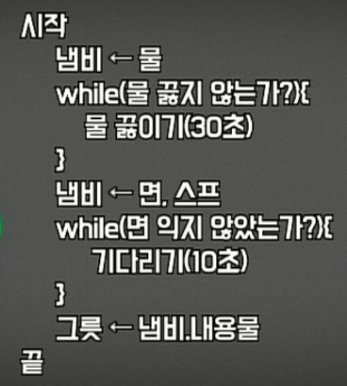 시작
냄비 ← 물
while(물 끓지 않는가?){
물 끓이기(30초)
}
냄비 ← 면, 스프
while(면 익지 않았는가?){
기다리기(10초)
}
그릇 ← 냄비.내용물
끝